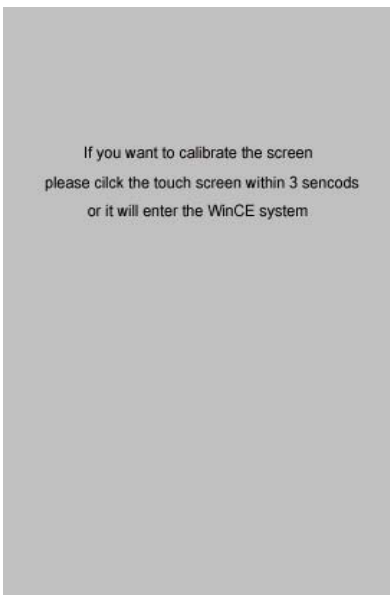 If you want to calibrate the screen
please cilck the touch screen within 3 sencods
or it will enter the WinCE system